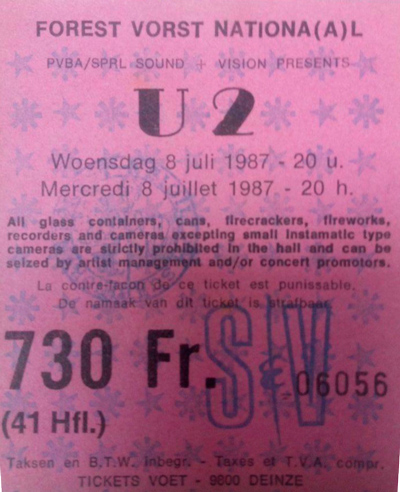 FOREST VORST NATIONA(A)L
PVBA/SPRL SOUND + VISION PRESENTS
U2
Woensdag 8 juli 1987 - 20 u.
Mercredi 8 juillet 1987 - 20 h.
All glass containers, cans, firecrackers, fireworks,
recorders and cameras excepting small instamatic type
cameras are strictly prohibited in the hall and can be
seized by artist management and/or concert promotors.
La contre-façon de ce ticket est punissable.
De namaak van dit ticket is strafbaar.
730 Fr.
S&V
06056
(41 Hfl.)
Taksen en B.T.W. inbegr. - Taxes et T.V.A. compr.
TICKETS VOET - 9800 DEINZE